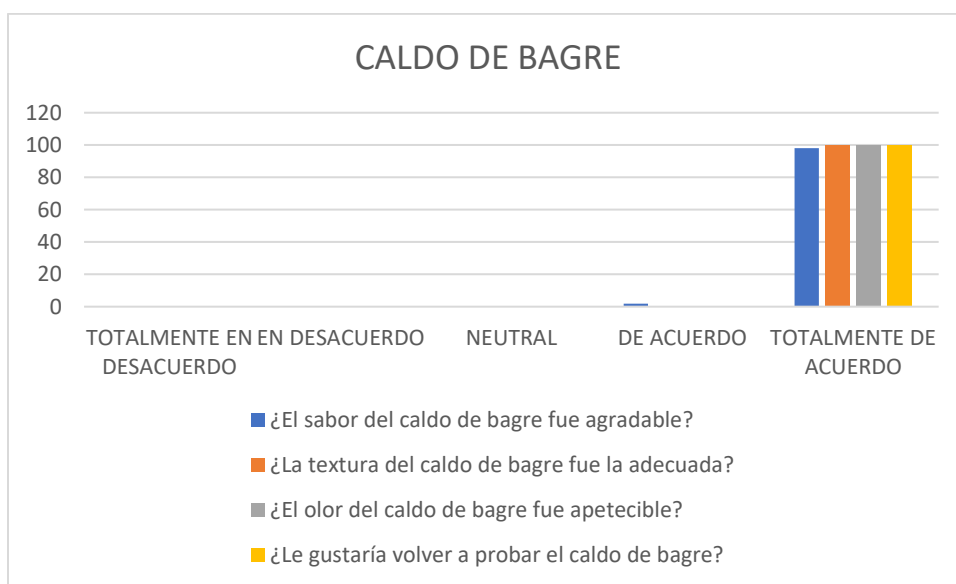 CALDO DE BAGRE
120
100
80
60
40
20
0
TOTALMENTE EN DESACUERDO
EN DESACUERDO
NEUTRAL
DE ACUERDO
TOTALMENTE DE ACUERDO
¿El sabor del caldo de bagre fue agradable?
¿La textura del caldo de bagre fue la adecuada?
¿El olor del caldo de bagre fue apetecible?
¿Le gustaría volver a probar el caldo de bagre?